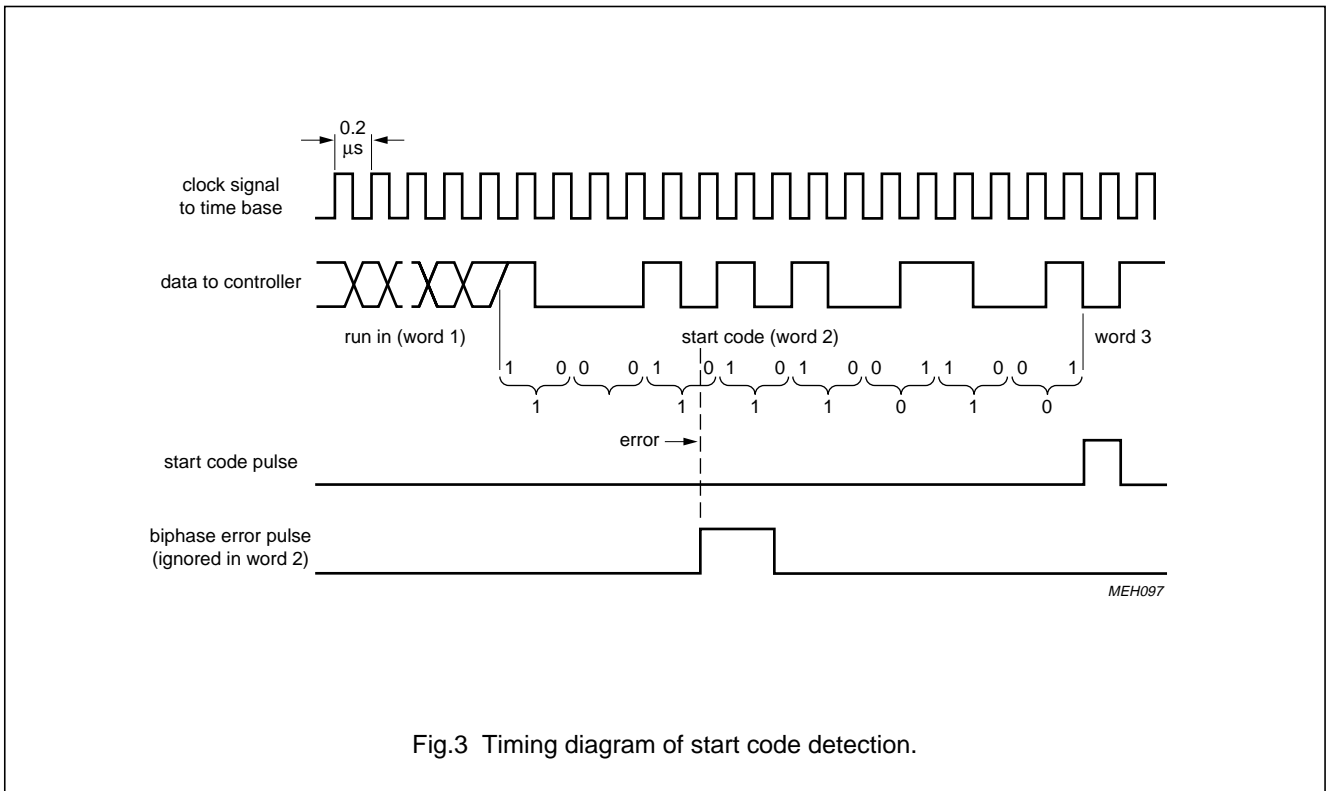 0.2
μs
clock signal
to time base
data to controller
run in (word 1)
start code (word 2)
word 3
1 0 0 0 1 0 1 0 1 0 0 1 1 0 0 1
1 1 1 1 0 1 0
error
start code pulse
biphase error pulse
(ignored in word 2)
MEH097
Fig.3 Timing diagram of start code detection.